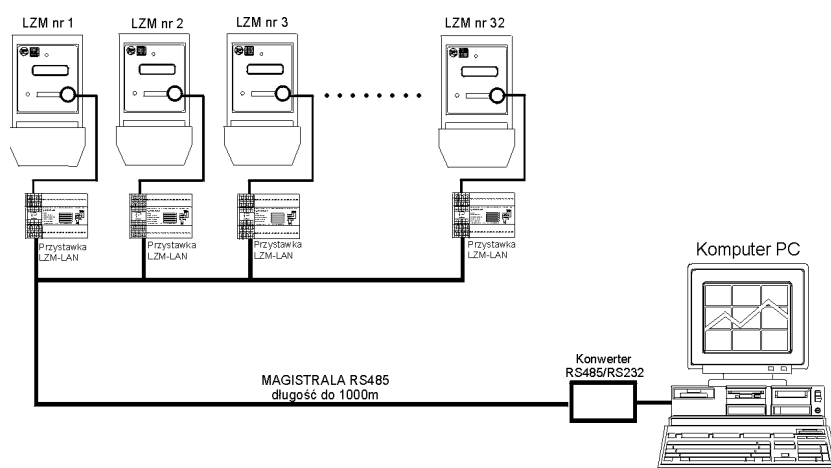 LZM nr 1
LZM nr 2
LZM nr 3
LZM nr 32
Przystawka
LZM-LAN
Przystawka
LZM-LAN
Przystawka
LZM-LAN
Przystawka
LZM-LAN
Komputer PC
Konwerter
RS485/RS232
MAGISTRALA RS485
długość do 1000m